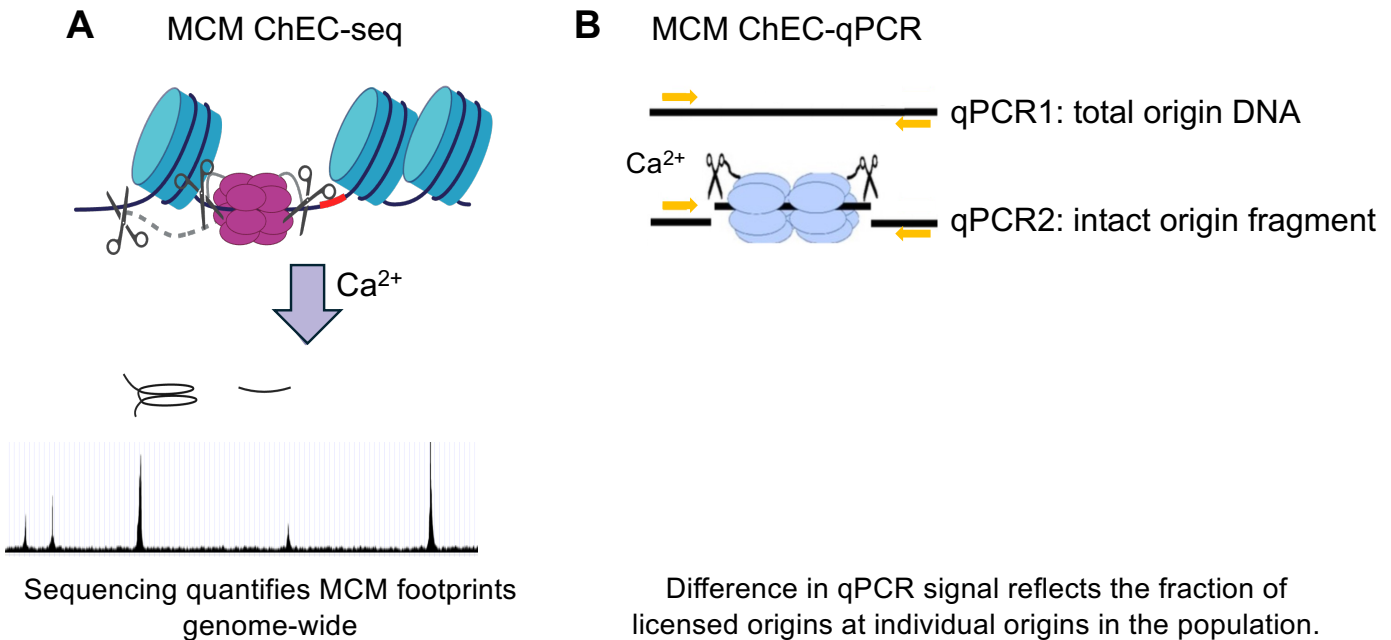 A MCM ChEC-seq
Ca²⁺
Sequencing quantifies MCM footprints
genome-wide
B MCM ChEC-qPCR
qPCR1: total origin DNA
Ca²⁺
qPCR2: intact origin fragment
Difference in qPCR signal reflects the fraction of
licensed origins at individual origins in the population.